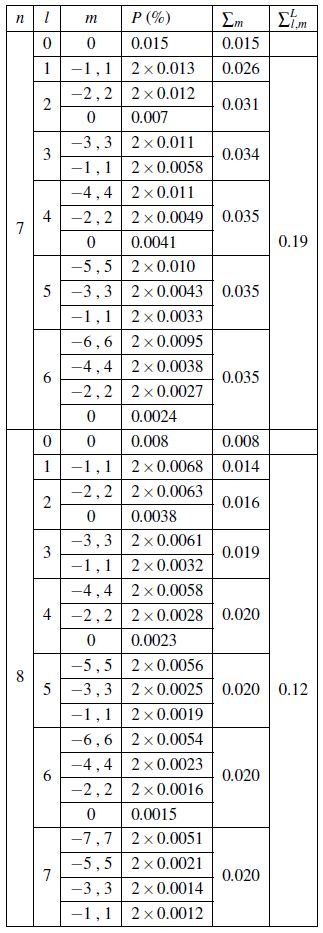 n l m P (%) Σm Σ^L_l,m
0 0 0.015 0.015
1 −1 , 1 2 × 0.013 0.026
−2 , 2 2 × 0.012
2 0.031
0 0.007
−3 , 3 2 × 0.011
3 0.034
−1 , 1 2 × 0.0058
−4 , 4 2 × 0.011
4 −2 , 2 2 × 0.0049 0.035
7
0 0.0041 0.19
−5 , 5 2 × 0.010
5 −3 , 3 2 × 0.0043 0.035
−1 , 1 2 × 0.0033
−6 , 6 2 × 0.0095
−4 , 4 2 × 0.0038
6 0.035
−2 , 2 2 × 0.0027
0 0.0024
0 0 0.008 0.008
1 −1 , 1 2 × 0.0068 0.014
−2 , 2 2 × 0.0063
2 0.016
0 0.0038
−3 , 3 2 × 0.0061
3 0.019
−1 , 1 2 × 0.0032
−4 , 4 2 × 0.0058
4 −2 , 2 2 × 0.0028 0.020
0 0.0023
−5 , 5 2 × 0.0056
8
5 −3 , 3 2 × 0.0025 0.020 0.12
−1 , 1 2 × 0.0019
−6 , 6 2 × 0.0054
−4 , 4 2 × 0.0023
6 0.020
−2 , 2 2 × 0.0016
0 0.0015
−7 , 7 2 × 0.0051
−5 , 5 2 × 0.0021
7 0.020
−3 , 3 2 × 0.0014
−1 , 1 2 × 0.0012